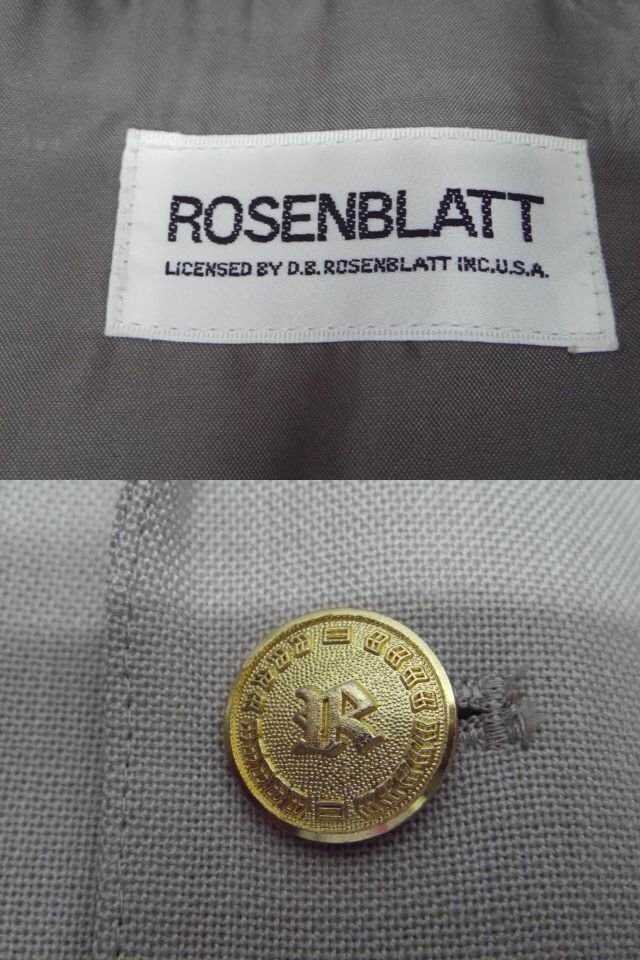 ROSENBLATT
LICENSED BY D.B. ROSENBLATT INC.U.S.A.
R